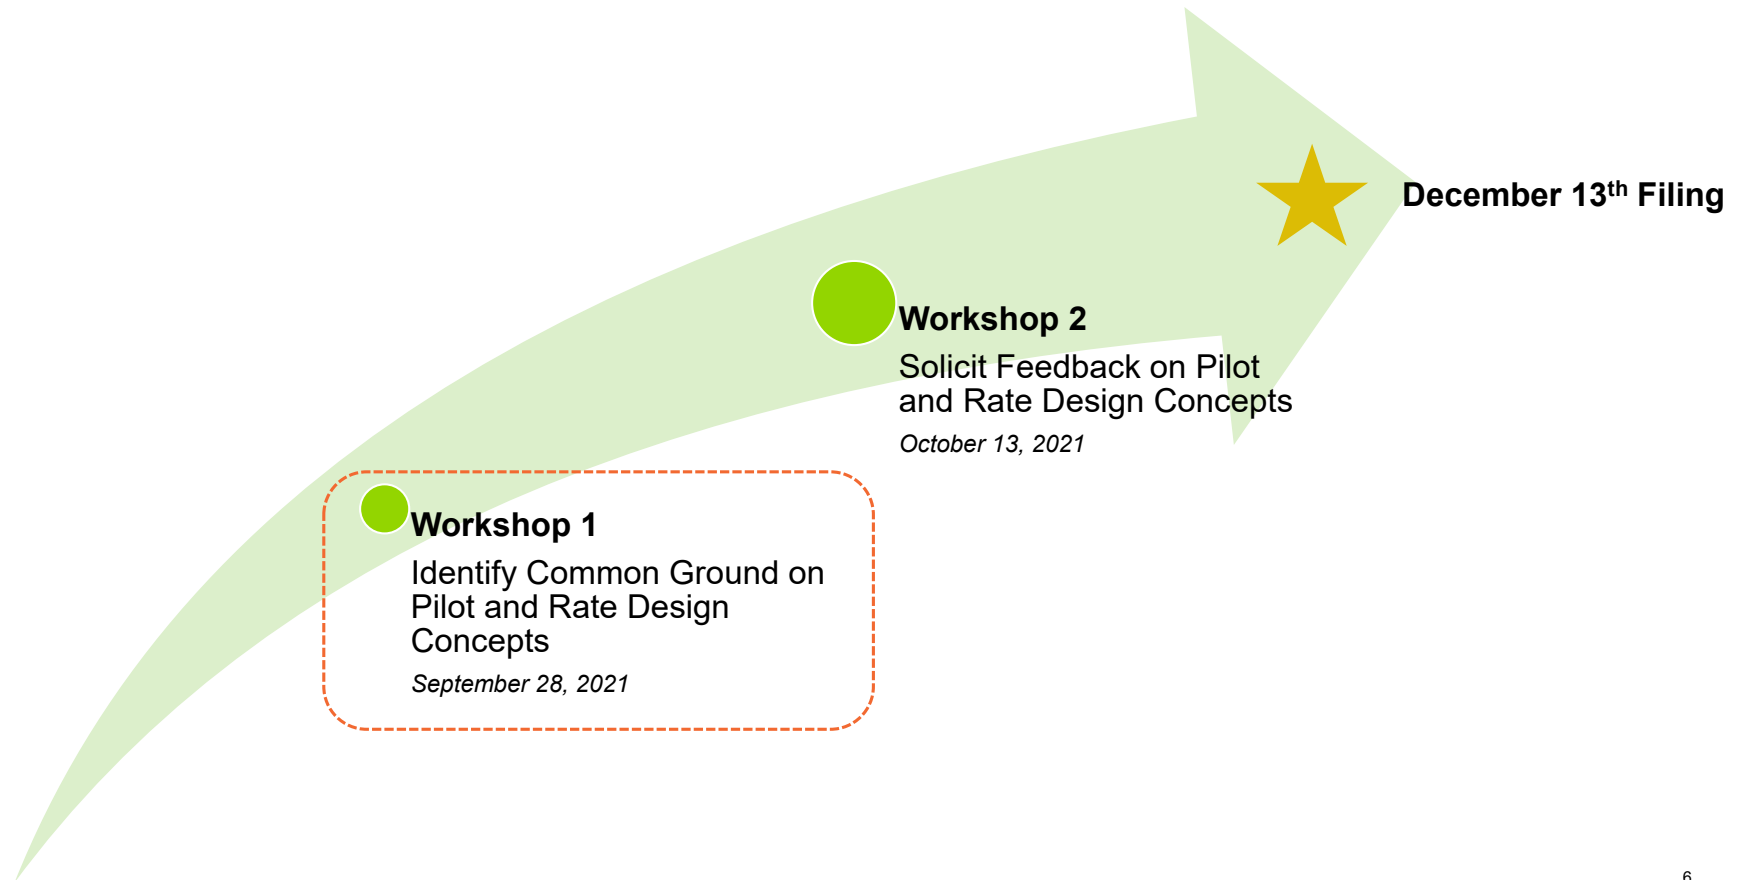 December 13th Filing
Workshop 2
Solicit Feedback on Pilot
and Rate Design Concepts
October 13, 2021
Workshop 1
Identify Common Ground on
Pilot and Rate Design
Concepts
September 28, 2021
6